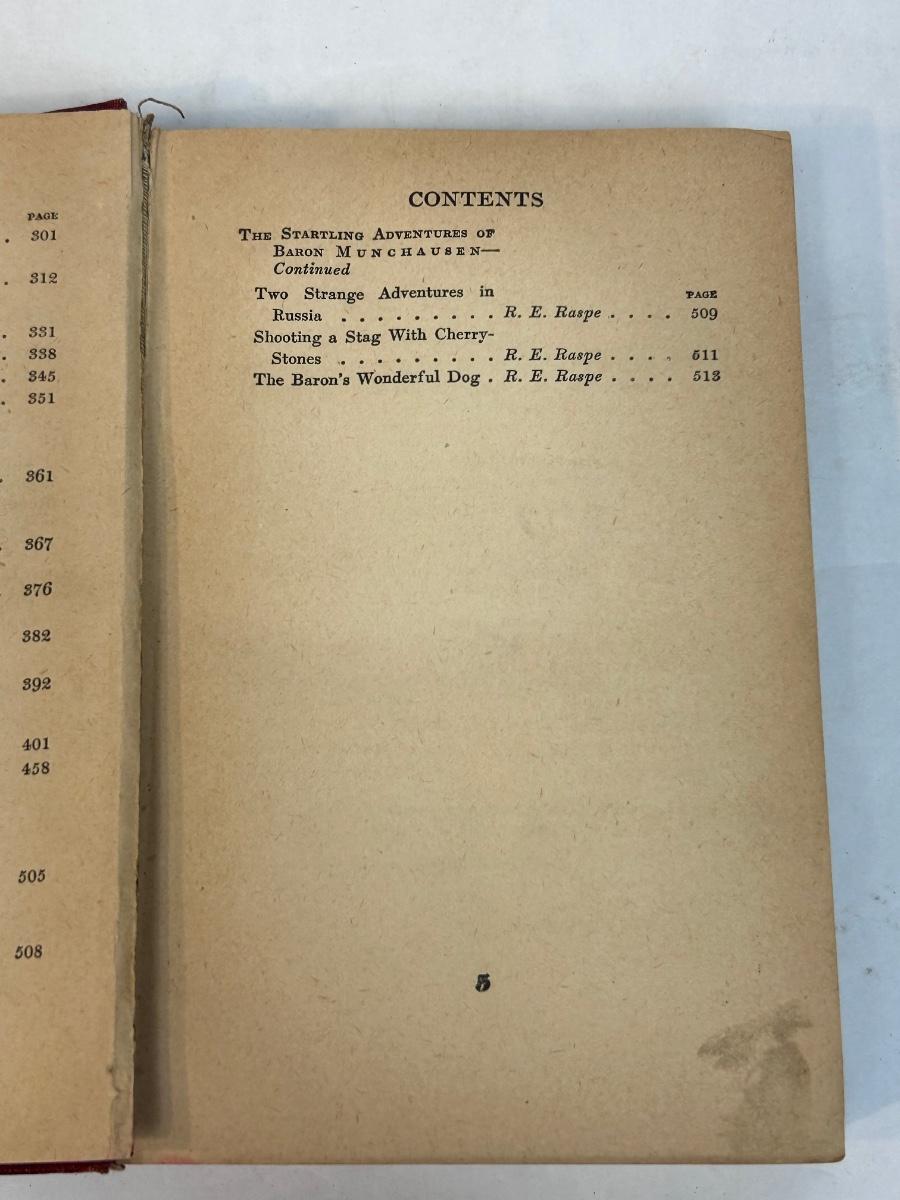 PAGE
. 301
. 312
. 331
. 338
. 345
. 351
. 361
. 367
376
382
392
401
458
505
508
CONTENTS
THE STARTLING ADVENTURES OF
BARON MUNCHAUSEN—
Continued
Two Strange Adventures in PAGE
Russia . . . . . . . . . R. E. Raspe . . . . 509
Shooting a Stag With Cherry-
Stones . . . . . . . . . R. E. Raspe . . . . 511
The Baron's Wonderful Dog . R. E. Raspe . . . . 513
5